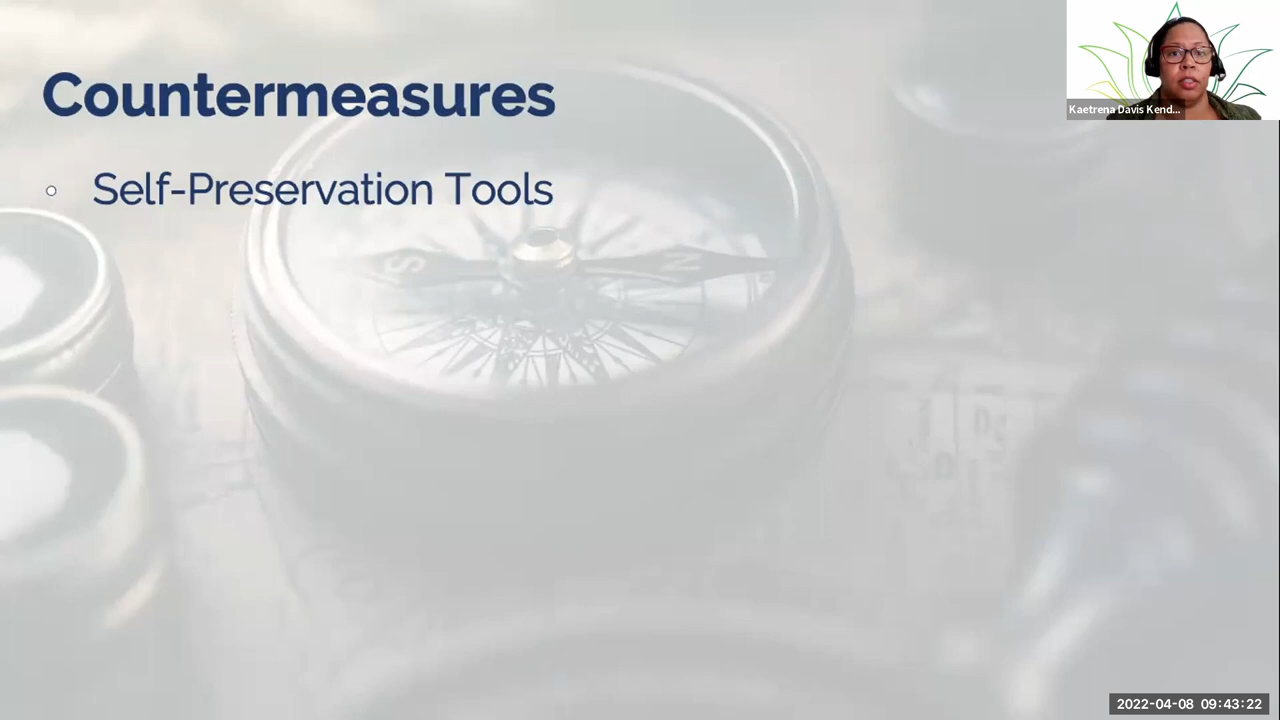 Countermeasures
Self-Preservation Tools
S
N
Kaetrena Davis Kend...
2022-04-08 09:43:22